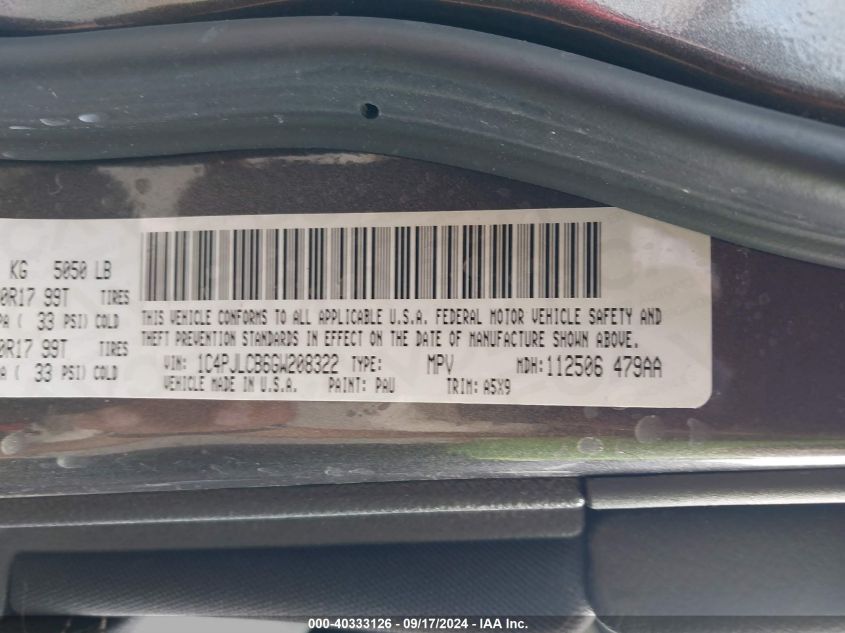 KG 5050 LB
0R17 99T TIRES
PA ( 33 PSI) COLD
0R17 99T TIRES
A ( 33 PSI) COLD
THIS VEHICLE CONFORMS TO ALL APPLICABLE U.S.A. FEDERAL MOTOR VEHICLE SAFETY AND
THEFT PREVENTION STANDARDS IN EFFECT ON THE DATE OF MANUFACTURE SHOWN ABOVE.
VIN: 1C4PJLCB6GW208322 TYPE: MPV MDH: 112506 479AA
VEHICLE MADE IN U.S.A. PAINT: PAU TRIM: A5X9
000-40333126 - 09/17/2024 - IAA Inc.